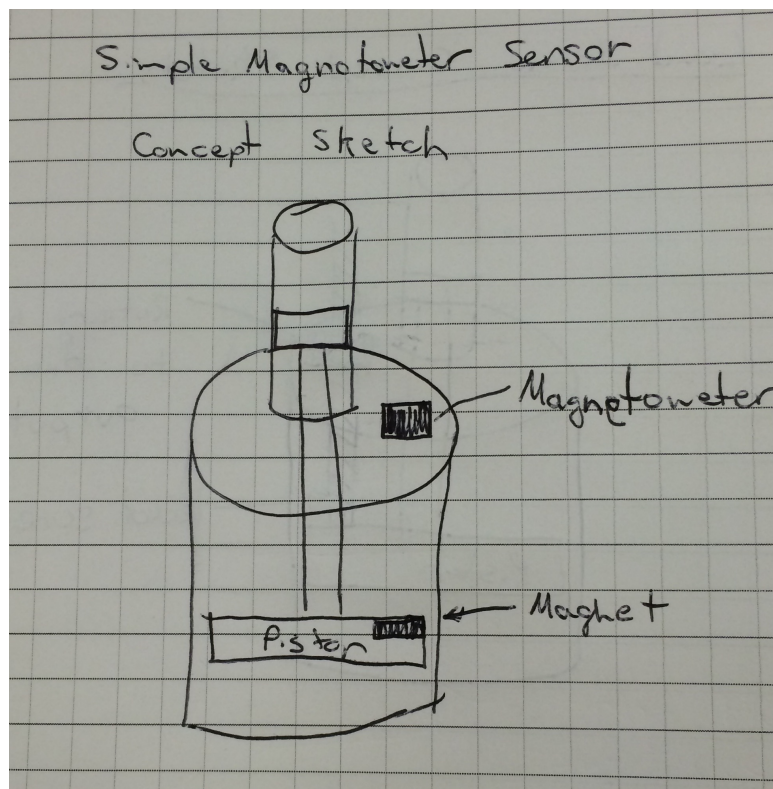 Simple Magnotometer Sensor
Concept Sketch
Magnetometer
Magnet
Piston